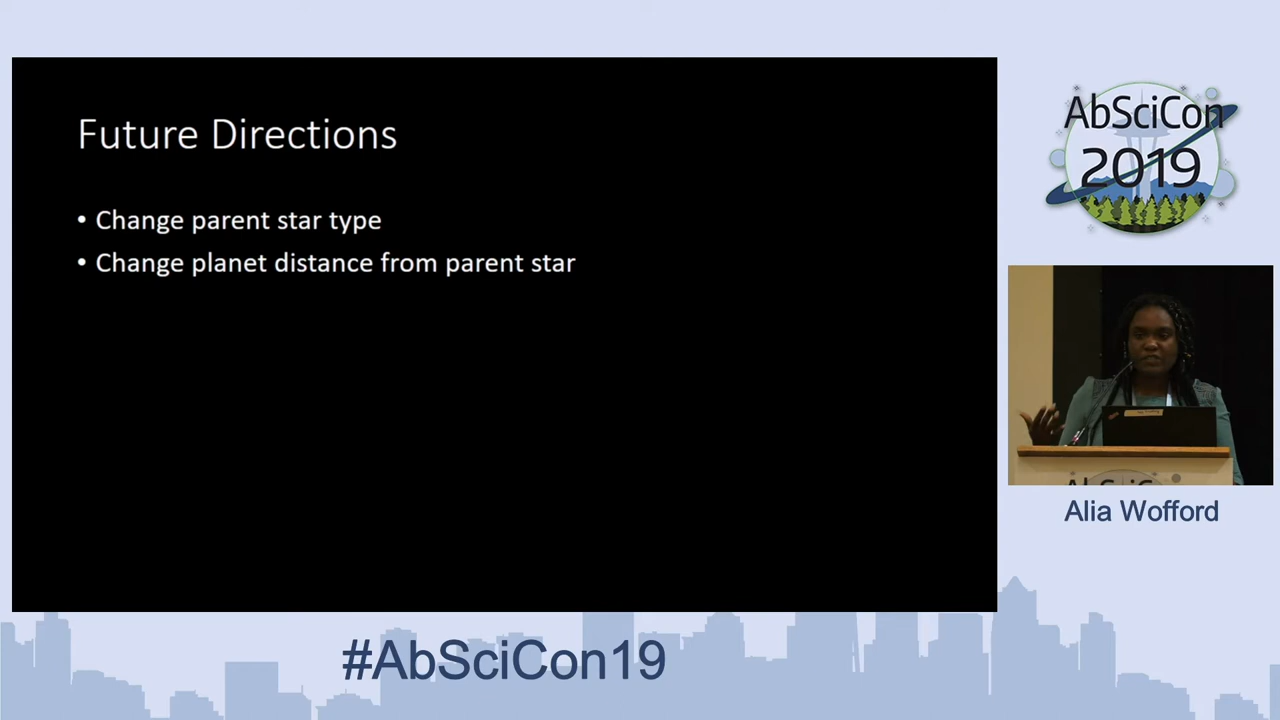 Future Directions
• Change parent star type
• Change planet distance from parent star
AbSciCon
2019
Alia Wofford
#AbSciCon19